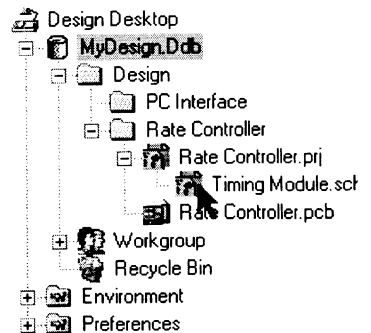 Design Desktop
MyDesign.Ddb
Design
PC Interface
Rate Controller
Rate Controller.prj
Timing Module.sch
Rate Controller.pcb
Workgroup
Recycle Bin
Environment
Preferences